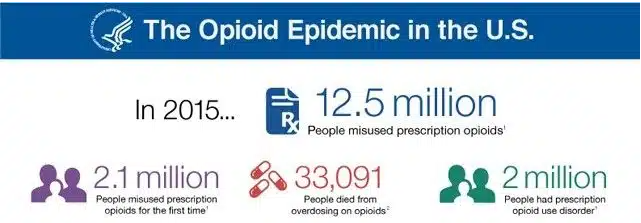 The Opioid Epidemic in the U.S.
In 2015...
Rx
12.5 million
People misused prescription opioids¹
2.1 million
People misused prescription
opioids for the first time¹
33,091
People died from
overdosing on opioids²
2 million
People had prescription
opioid use disorder¹